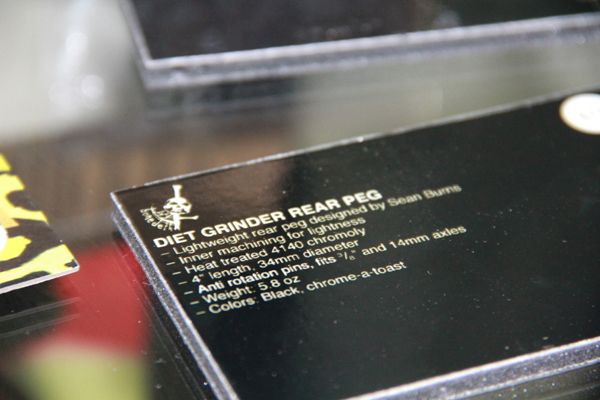 DIET GRINDER REAR PEG
- Lightweight rear peg designed by Sean Burns
- Inner machining for lightness
- Heat treated 4140 chromoly
- 4" length, 34mm diameter
- Anti rotation pins, fits 3/8" and 14mm axles
- Weight: 5.8 oz
- Colors: Black, chrome-a-toast